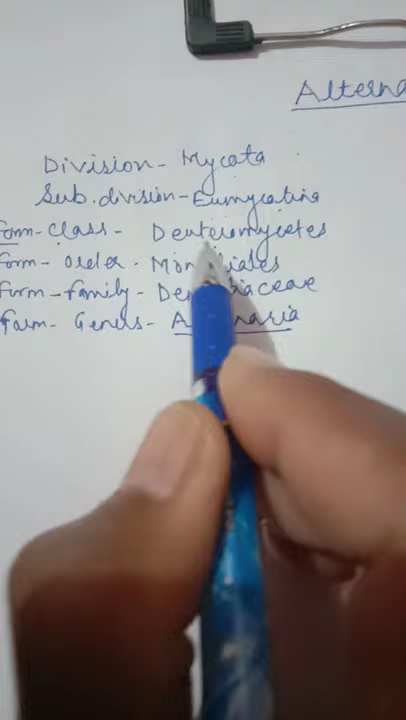 Alterna
Division - Mycota
Sub. division - Eumycotina
Form - Class - Deuteromycetes
Form - Order - Moniliales
Form - family - Dematiaceae
Form - Genus - Alternaria